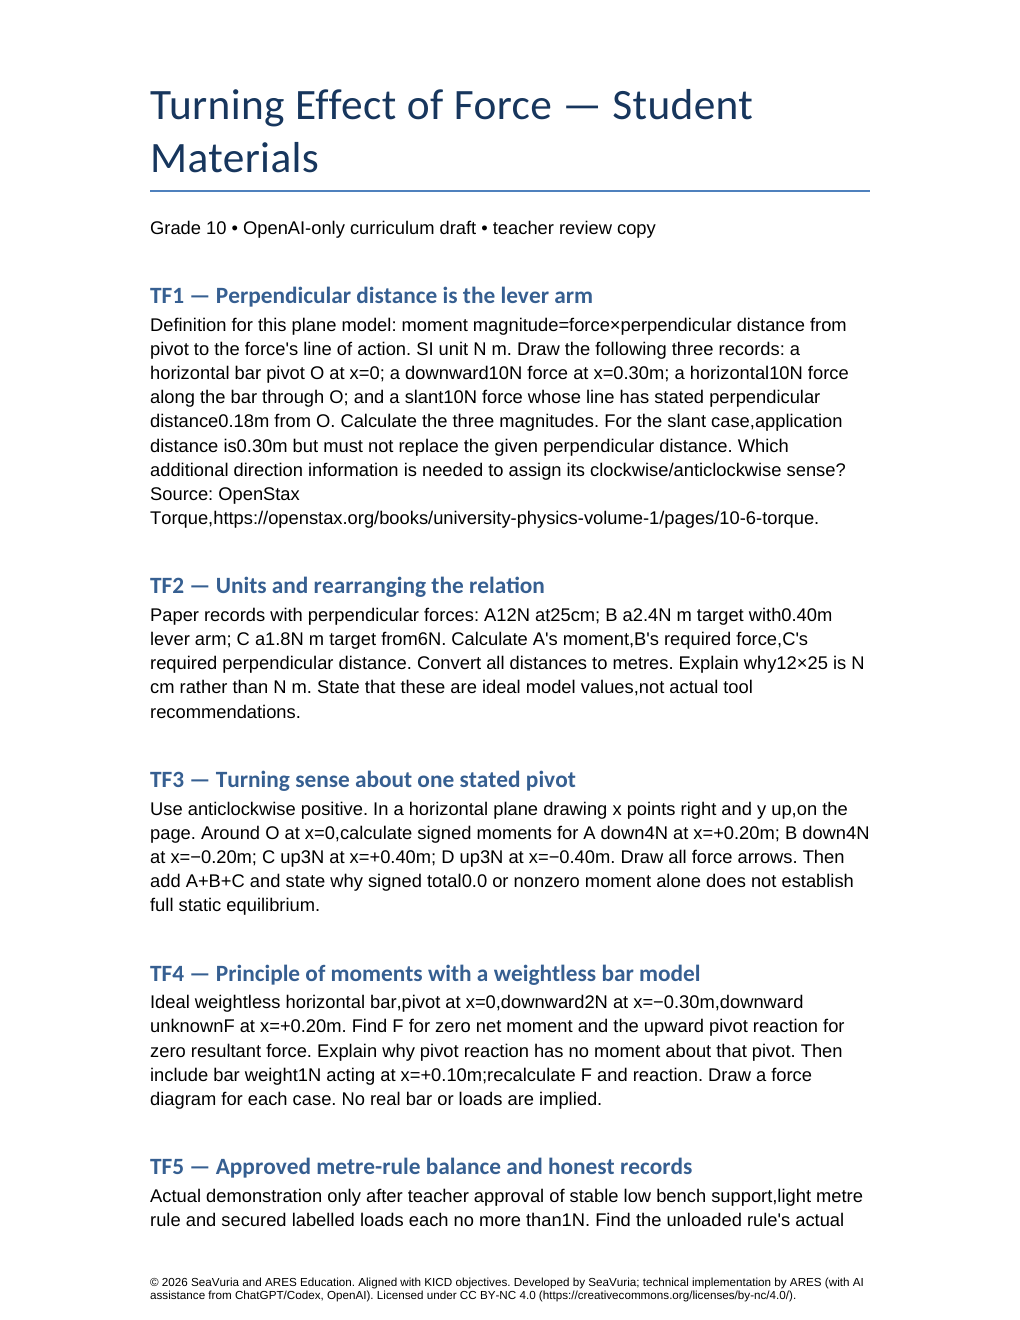 Turning Effect of Force — Student
Materials
Grade 10 • OpenAI-only curriculum draft • teacher review copy
TF1 — Perpendicular distance is the lever arm
Definition for this plane model: moment magnitude=force×perpendicular distance from
pivot to the force's line of action. SI unit N m. Draw the following three records: a
horizontal bar pivot O at x=0; a downward10N force at x=0.30m; a horizontal10N force
along the bar through O; and a slant10N force whose line has stated perpendicular
distance0.18m from O. Calculate the three magnitudes. For the slant case,application
distance is0.30m but must not replace the given perpendicular distance. Which
additional direction information is needed to assign its clockwise/anticlockwise sense?
Source: OpenStax
Torque,https://openstax.org/books/university-physics-volume-1/pages/10-6-torque.
TF2 — Units and rearranging the relation
Paper records with perpendicular forces: A12N at25cm; B a2.4N m target with0.40m
lever arm; C a1.8N m target from6N. Calculate A's moment,B's required force,C's
required perpendicular distance. Convert all distances to metres. Explain why12×25 is N
cm rather than N m. State that these are ideal model values,not actual tool
recommendations.
TF3 — Turning sense about one stated pivot
Use anticlockwise positive. In a horizontal plane drawing x points right and y up,on the
page. Around O at x=0,calculate signed moments for A down4N at x=+0.20m; B down4N
at x=−0.20m; C up3N at x=+0.40m; D up3N at x=−0.40m. Draw all force arrows. Then
add A+B+C and state why signed total0.0 or nonzero moment alone does not establish
full static equilibrium.
TF4 — Principle of moments with a weightless bar model
Ideal weightless horizontal bar,pivot at x=0,downward2N at x=−0.30m,downward
unknownF at x=+0.20m. Find F for zero net moment and the upward pivot reaction for
zero resultant force. Explain why pivot reaction has no moment about that pivot. Then
include bar weight1N acting at x=+0.10m;recalculate F and reaction. Draw a force
diagram for each case. No real bar or loads are implied.
TF5 — Approved metre-rule balance and honest records
Actual demonstration only after teacher approval of stable low bench support,light metre
rule and secured labelled loads each no more than1N. Find the unloaded rule's actual
© 2026 SeaVuria and ARES Education. Aligned with KICD objectives. Developed by SeaVuria; technical implementation by ARES (with AI
assistance from ChatGPT/Codex, OpenAI). Licensed under CC BY-NC 4.0 (https://creativecommons.org/licenses/by-nc/4.0/).